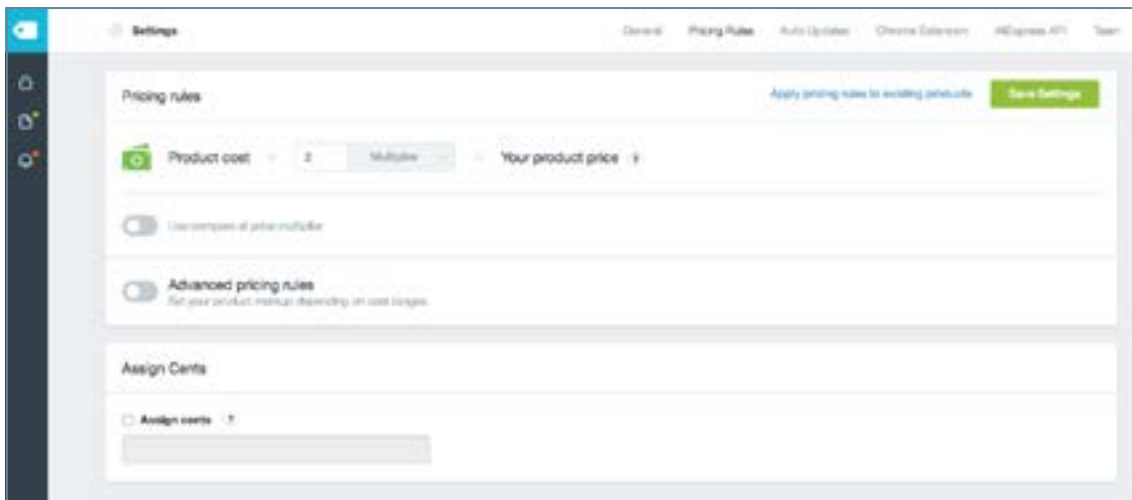 Settings
General Pricing Rules Auto Updates Chrome Extension AliExpress API Team
Pricing rules
Apply pricing rules to existing products Save Settings
Product cost 2 Multiplier Your product price ?
Use compare at price multiplier
Advanced pricing rules
Set your product markup depending on cost ranges.
Assign Cents
Assign cents ?